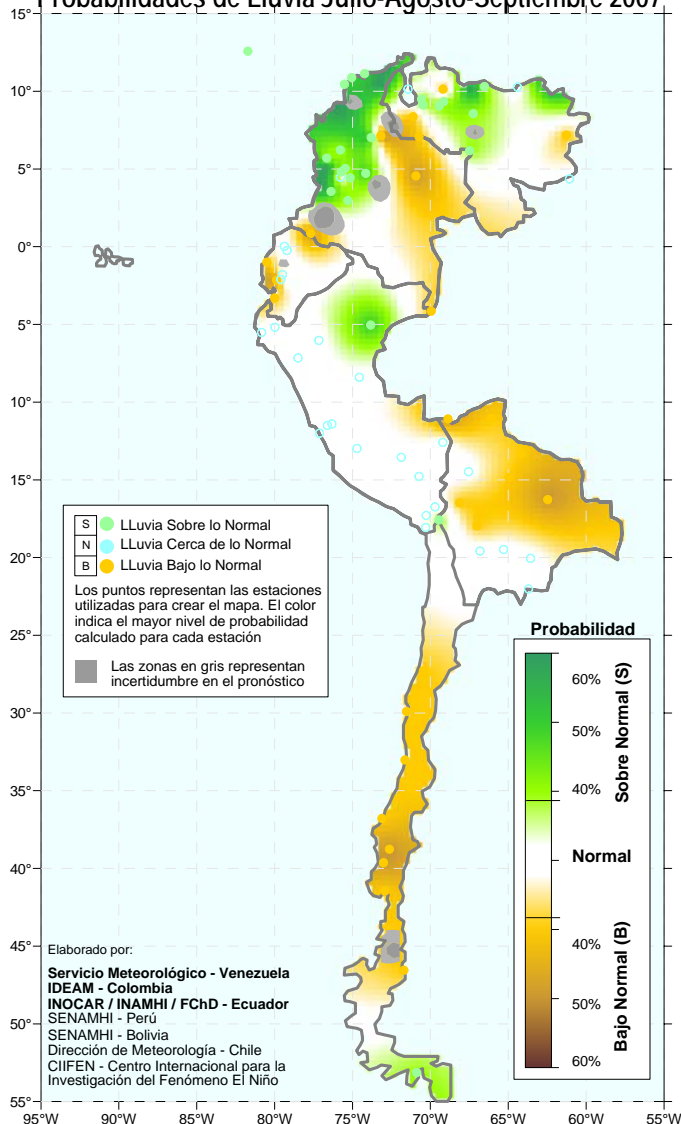 Probabilidades de Lluvia Julio-Agosto-Septiembre 2007
15°
10°
5°
0°
5°
10°
15°
20°
25°
30°
35°
40°
45°
50°
55°
S LLuvia Sobre lo Normal
N LLuvia Cerca de lo Normal
B LLuvia Bajo lo Normal
Los puntos representan las estaciones
utilizadas para crear el mapa. El color
indica el mayor nivel de probabilidad
calculado para cada estación
Las zonas en gris representan
incertidumbre en el pronóstico
Probabilidad
60%
50%
40%
Sobre Normal (S)
Normal
40%
50%
60%
Bajo Normal (B)
Elaborado por:
Servicio Meteorológico - Venezuela
IDEAM - Colombia
INOCAR / INAMHI / FChD - Ecuador
SENAMHI - Perú
SENAMHI - Bolivia
Dirección de Meteorología - Chile
CIIFEN - Centro Internacional para la
Investigación del Fenómeno El Niño
95°W 90°W 85°W 80°W 75°W 70°W 65°W 60°W 55°W